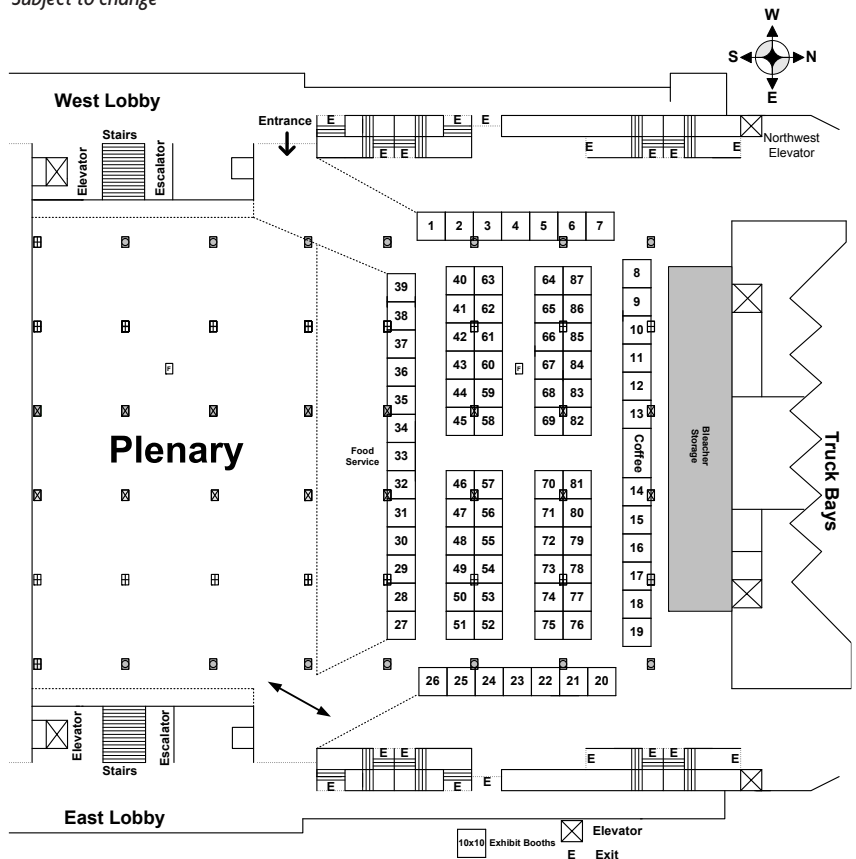 Subject to change
W
S N
E
West Lobby
Stairs
Entrance
E E E
E E
E E E E
Northwest
Elevator
Elevator
Escalator
1 2 3 4 5 6 7
39
38
37
36
35
34
33
32
31
30
29
28
27
40 63
41 62
42 61
43 60
44 59
45 58
46 57
47 56
48 55
49 54
50 53
51 52
64 87
65 86
66 85
67 84
68 83
69 82
70 81
71 80
72 79
73 78
74 77
75 76
8
9
10
11
12
13
Coffee
14
15
16
17
18
19
F
F
Plenary
Food
Service
Bleacher
Storage
Truck Bays
26 25 24 23 22 21 20
Elevator
Escalator
Stairs
E E
E E E
E E E E
East Lobby
10x10 Exhibit Booths
Elevator
E Exit